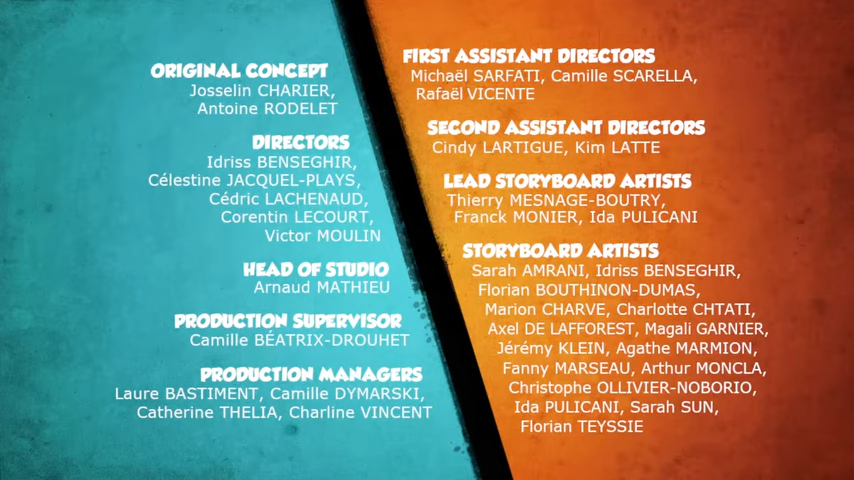 ORIGINAL CONCEPT
Josselin CHARIER,
Antoine RODELET
DIRECTORS
Idriss BENSEGHIR,
Célestine JACQUEL-PLAYS,
Cédric LACHENAUD,
Corentin LECOURT,
Victor MOULIN
HEAD OF STUDIO
Arnaud MATHIEU
PRODUCTION SUPERVISOR
Camille BÉATRIX-DROUHET
PRODUCTION MANAGERS
Laure BASTIMENT, Camille DYMARSKI,
Catherine THELIA, Charline VINCENT
FIRST ASSISTANT DIRECTORS
Michaël SARFATI, Camille SCARELLA,
Rafaël VICENTE
SECOND ASSISTANT DIRECTORS
Cindy LARTIGUE, Kim LATTE
LEAD STORYBOARD ARTISTS
Thierry MESNAGE-BOUTRY,
Franck MONIER, Ida PULICANI
STORYBOARD ARTISTS
Sarah AMRANI, Idriss BENSEGHIR,
Florian BOUTHINON-DUMAS,
Marion CHARVE, Charlotte CHTATI,
Axel DE LAFFOREST, Magali GARNIER,
Jérémy KLEIN, Agathe MARMION,
Fanny MARSEAU, Arthur MONCLA,
Christophe OLLIVIER-NOBORIO,
Ida PULICANI, Sarah SUN,
Florian TEYSSIE